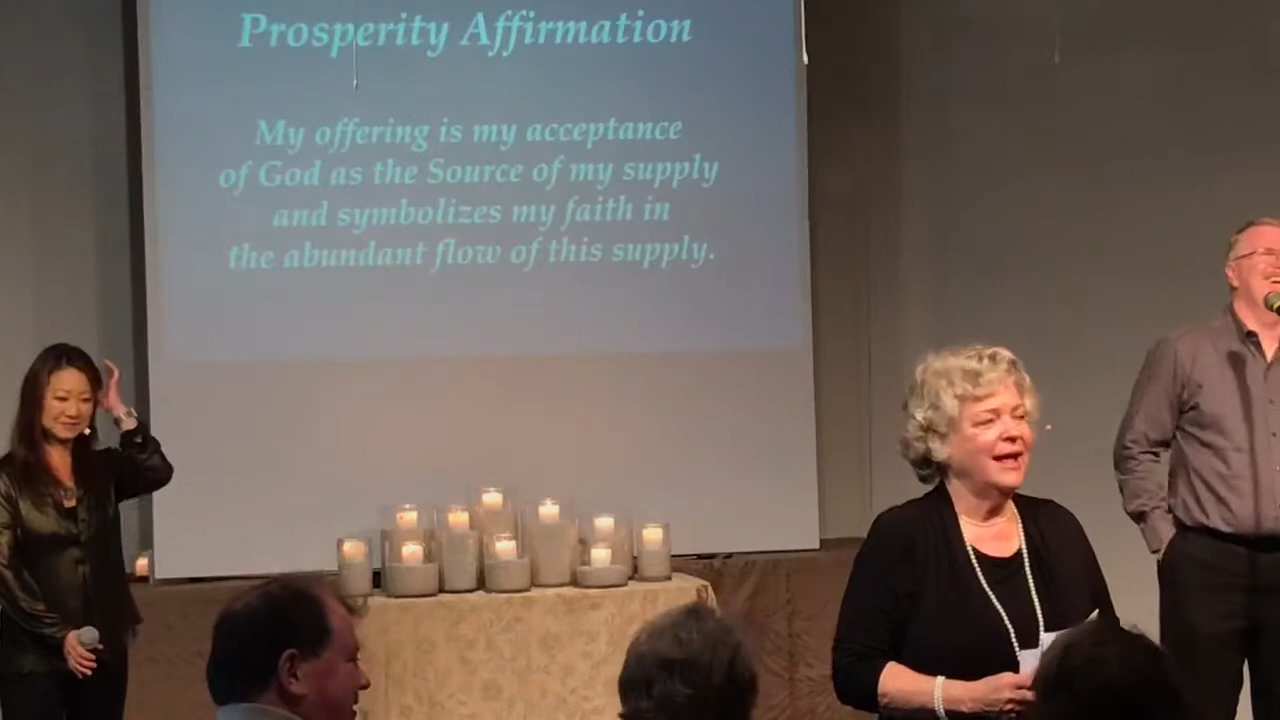 Prosperity Affirmation
My offering is my acceptance
of God as the Source of my supply
and symbolizes my faith in
the abundant flow of this supply.